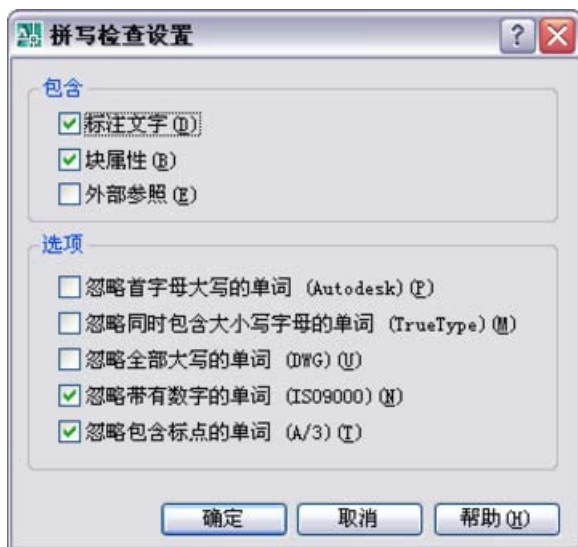 拼写检查设置
包含
标注文字(D)
块属性(B)
外部参照(E)
选项
忽略首字母大写的单词 (Autodesk)(P)
忽略同时包含大小写字母的单词 (TrueType)(M)
忽略全部大写的单词 (DWG)(U)
忽略带有数字的单词 (ISO9000)(N)
忽略包含标点的单词 (A/3)(T)
确定 取消 帮助(H)